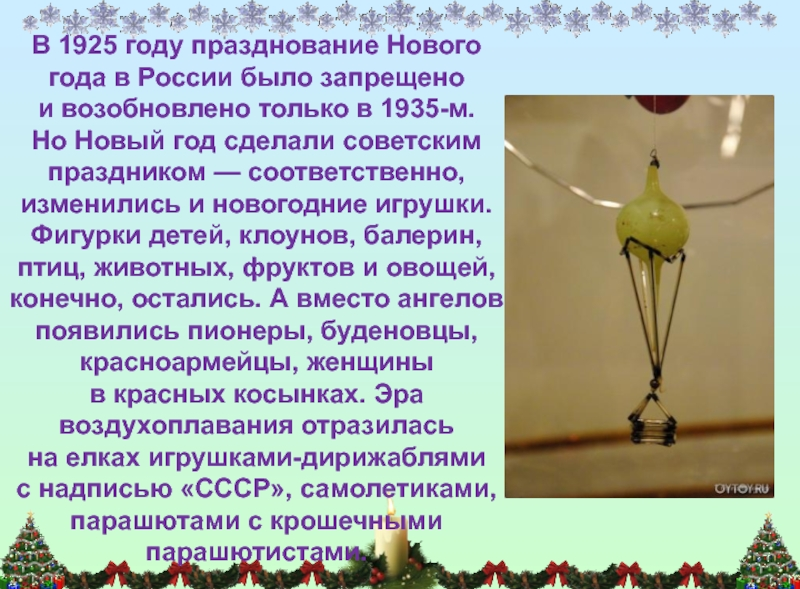 В 1925 году празднование Нового
года в России было запрещено
и возобновлено только в 1935-м.
Но Новый год сделали советским
праздником — соответственно,
изменились и новогодние игрушки.
Фигурки детей, клоунов, балерин,
птиц, животных, фруктов и овощей,
конечно, остались. А вместо ангелов
появились пионеры, буденовцы,
красноармейцы, женщины
в красных косынках. Эра
воздухоплавания отразилась
на елках игрушками-дирижаблями
с надписью «СССР», самолетиками,
парашютами с крошечными
парашютистами.
OYTOY.RU